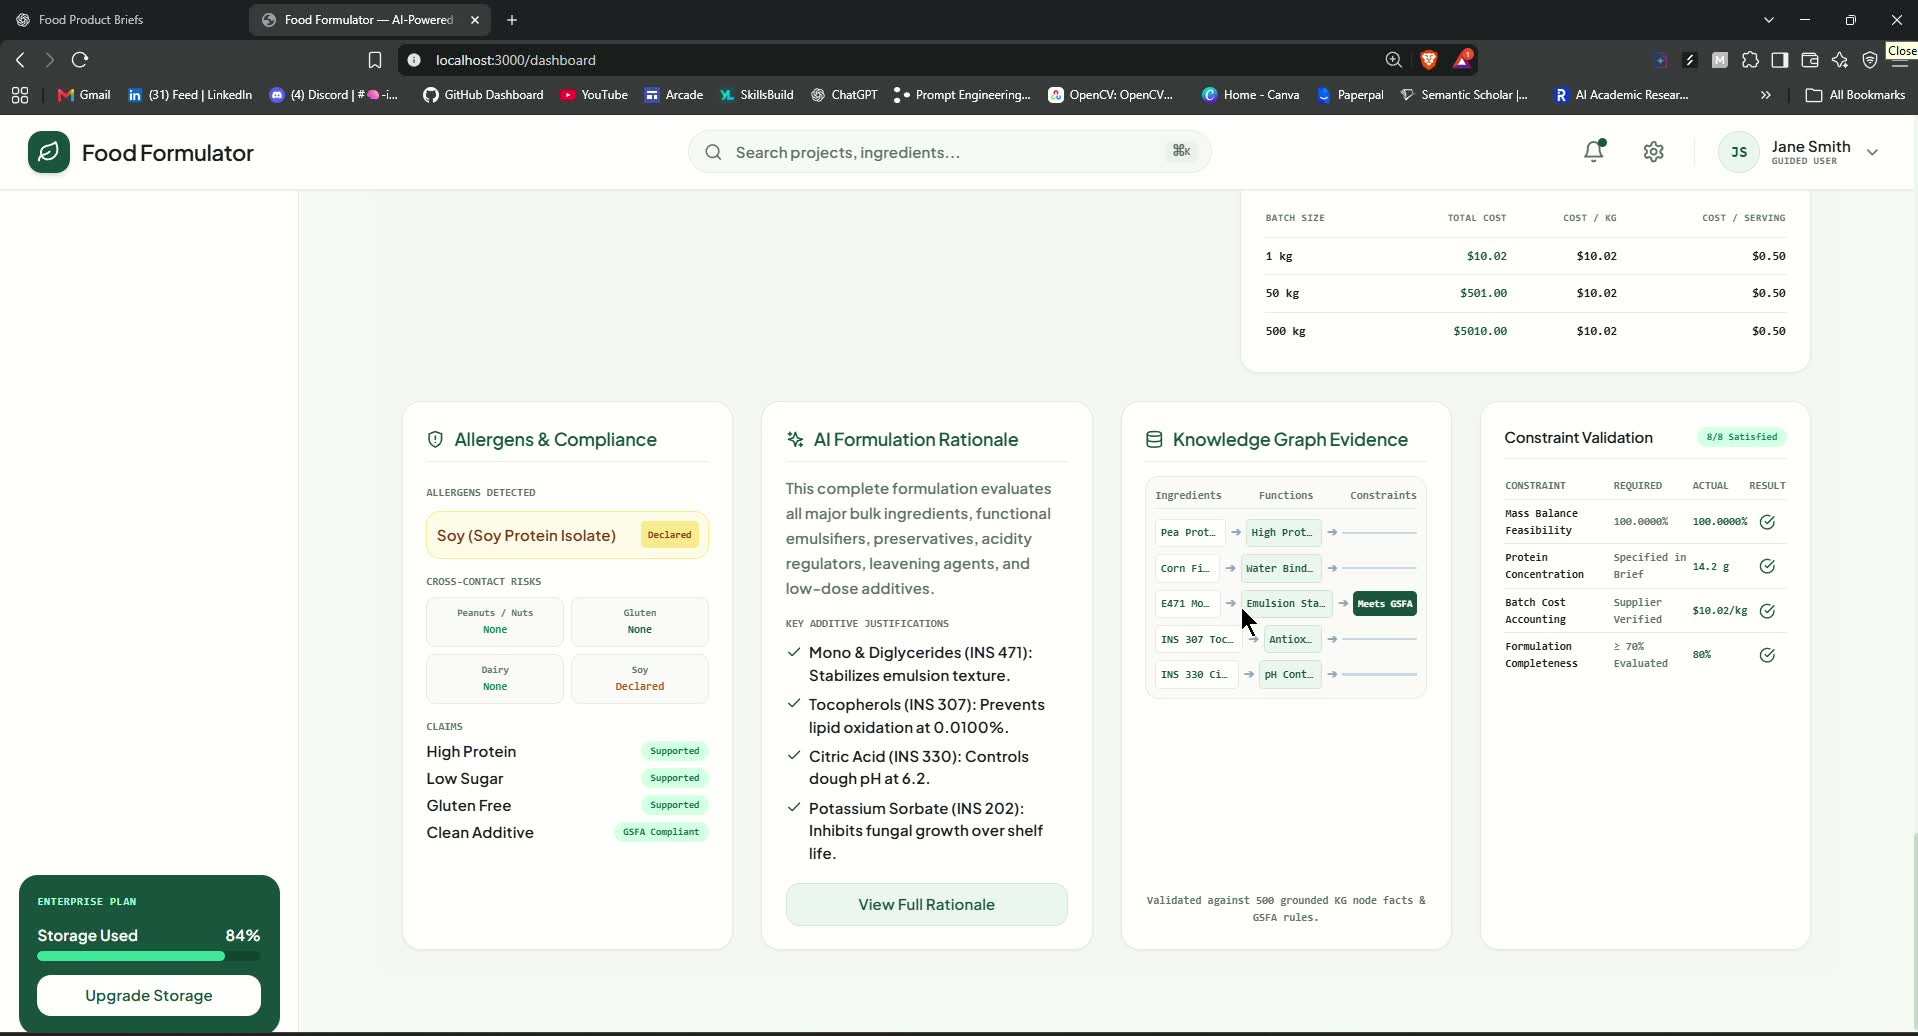 Food Product Briefs
Food Formulator — AI-Powered
Close
localhost:3000/dashboard
1
Gmail
(31) Feed | LinkedIn
(4) Discord | #🧠-i...
GitHub Dashboard
YouTube
Arcade
SkillsBuild
ChatGPT
Prompt Engineering...
OpenCV: OpenCV...
Home - Canva
Paperpal
Semantic Scholar |...
AI Academic Resear...
All Bookmarks
Food Formulator
Search projects, ingredients...
⌘K
JS
Jane Smith
GUIDED USER
BATCH SIZE TOTAL COST COST / KG COST / SERVING
1 kg $10.02 $10.02 $0.50
50 kg $501.00 $10.02 $0.50
500 kg $5010.00 $10.02 $0.50
Allergens & Compliance
ALLERGENS DETECTED
Soy (Soy Protein Isolate) Declared
CROSS-CONTACT RISKS
Peanuts / Nuts
None
Gluten
None
Dairy
None
Soy
Declared
CLAIMS
High Protein Supported
Low Sugar Supported
Gluten Free Supported
Clean Additive GSFA Compliant
AI Formulation Rationale
This complete formulation evaluates
all major bulk ingredients, functional
emulsifiers, preservatives, acidity
regulators, leavening agents, and
low-dose additives.
KEY ADDITIVE JUSTIFICATIONS
Mono & Diglycerides (INS 471):
Stabilizes emulsion texture.
Tocopherols (INS 307): Prevents
lipid oxidation at 0.0100%.
Citric Acid (INS 330): Controls
dough pH at 6.2.
Potassium Sorbate (INS 202):
Inhibits fungal growth over shelf
life.
View Full Rationale
Knowledge Graph Evidence
Ingredients Functions Constraints
Pea Prot… → High Prot… →
Corn Fi… → Water Bind… →
E471 Mo… → Emulsion Sta… → Meets GSFA
INS 307 Toc… → Antiox… →
INS 330 Ci… → pH Cont… →
Validated against 500 grounded KG node facts &
GSFA rules.
Constraint Validation 8/8 Satisfied
CONSTRAINT REQUIRED ACTUAL RESULT
Mass Balance
Feasibility
100.0000% 100.0000%
Protein
Concentration
Specified in
Brief
14.2 g
Batch Cost
Accounting
Supplier
Verified
$10.02/kg
Formulation
Completeness
≥ 70%
Evaluated
80%
ENTERPRISE PLAN
Storage Used 84%
Upgrade Storage